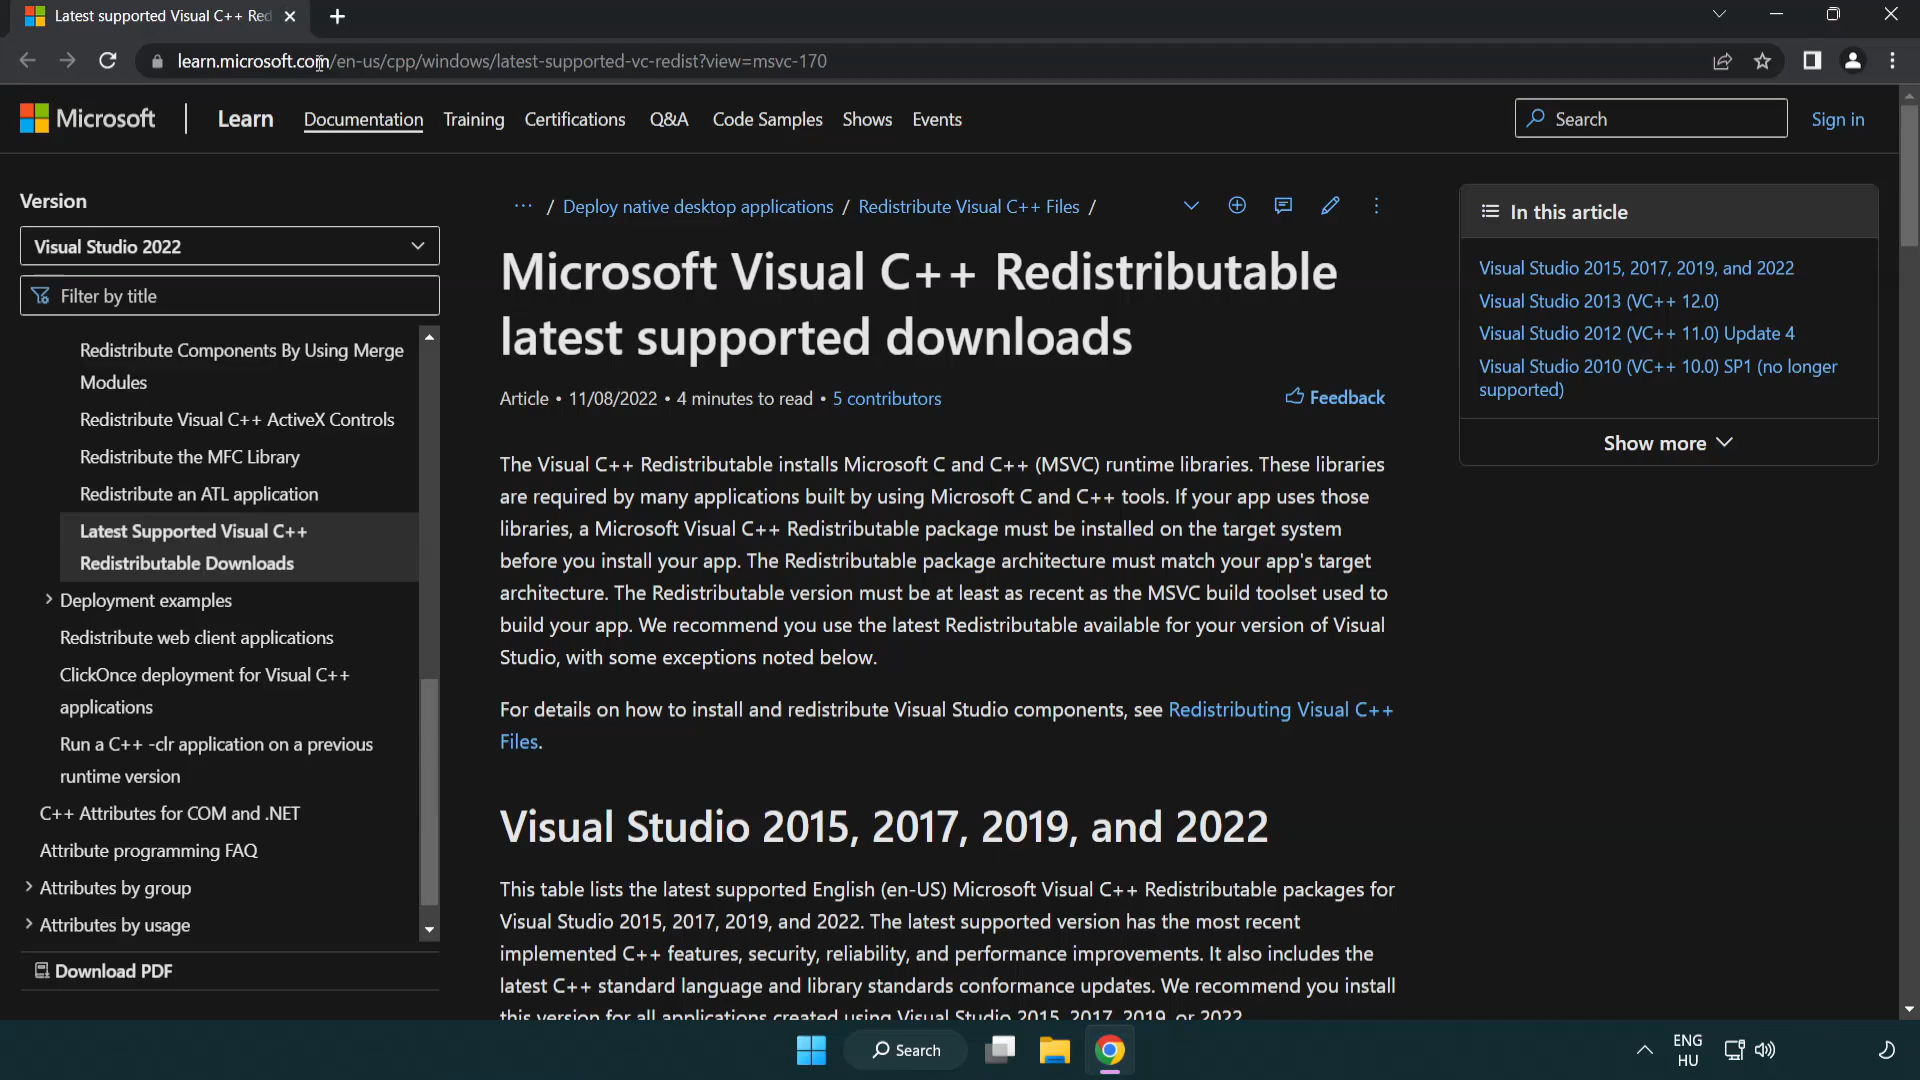 Latest supported Visual C++ Red
learn.microsoft.com/en-us/cpp/windows/latest-supported-vc-redist?view=msvc-170
Microsoft
Learn
Documentation
Training
Certifications
Q&A
Code Samples
Shows
Events
Search
Sign in
Version
Visual Studio 2022
Filter by title
Redistribute Components By Using Merge
Modules
Redistribute Visual C++ ActiveX Controls
Redistribute the MFC Library
Redistribute an ATL application
Latest Supported Visual C++
Redistributable Downloads
Deployment examples
Redistribute web client applications
ClickOnce deployment for Visual C++
applications
Run a C++ -clr application on a previous
runtime version
C++ Attributes for COM and .NET
Attribute programming FAQ
Attributes by group
Attributes by usage
Download PDF
··· / Deploy native desktop applications / Redistribute Visual C++ Files /
Microsoft Visual C++ Redistributable
latest supported downloads
Article • 11/08/2022 • 4 minutes to read • 5 contributors
Feedback
The Visual C++ Redistributable installs Microsoft C and C++ (MSVC) runtime libraries. These libraries
are required by many applications built by using Microsoft C and C++ tools. If your app uses those
libraries, a Microsoft Visual C++ Redistributable package must be installed on the target system
before you install your app. The Redistributable package architecture must match your app's target
architecture. The Redistributable version must be at least as recent as the MSVC build toolset used to
build your app. We recommend you use the latest Redistributable available for your version of Visual
Studio, with some exceptions noted below.
For details on how to install and redistribute Visual Studio components, see Redistributing Visual C++
Files.
Visual Studio 2015, 2017, 2019, and 2022
This table lists the latest supported English (en-US) Microsoft Visual C++ Redistributable packages for
Visual Studio 2015, 2017, 2019, and 2022. The latest supported version has the most recent
implemented C++ features, security, reliability, and performance improvements. It also includes the
latest C++ standard language and library standards conformance updates. We recommend you install
this version for all applications created using Visual Studio 2015, 2017, 2019, or 2022.
In this article
Visual Studio 2015, 2017, 2019, and 2022
Visual Studio 2013 (VC++ 12.0)
Visual Studio 2012 (VC++ 11.0) Update 4
Visual Studio 2010 (VC++ 10.0) SP1 (no longer
supported)
Show more
Search
ENG
HU